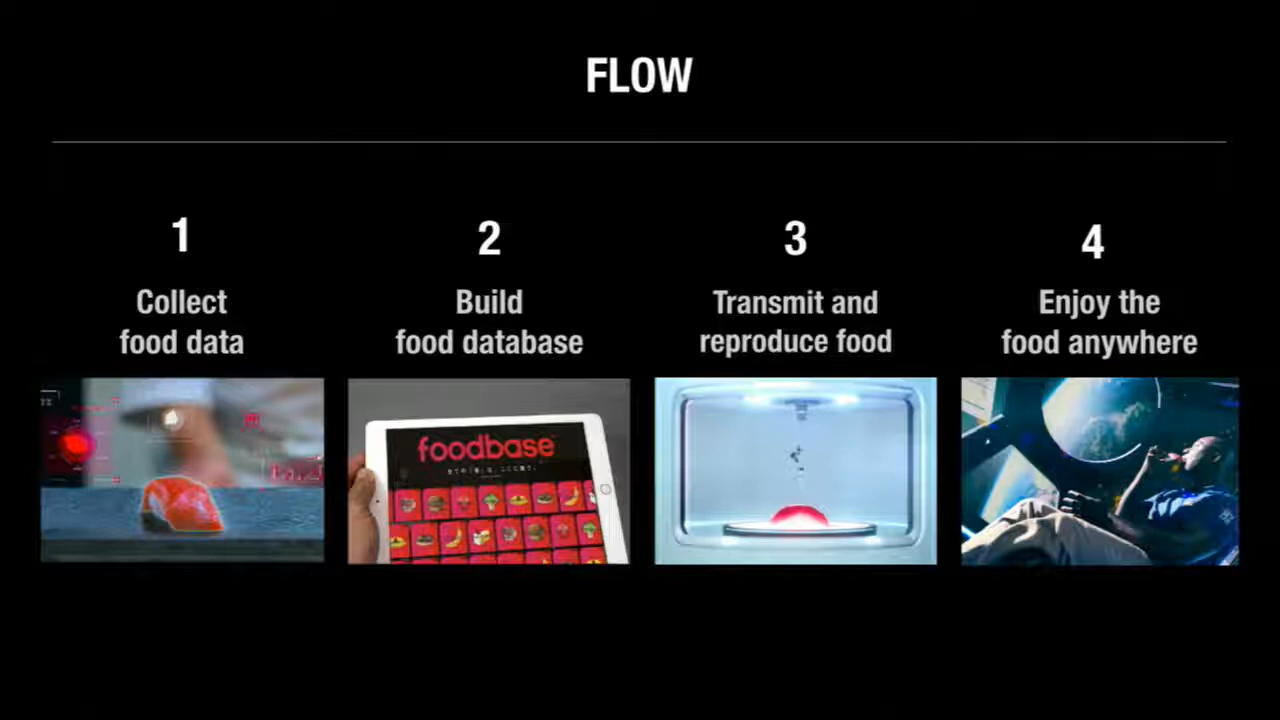 FLOW
1
Collect
food data
2
Build
food database
3
Transmit and
reproduce food
4
Enjoy the
food anywhere
foodbase